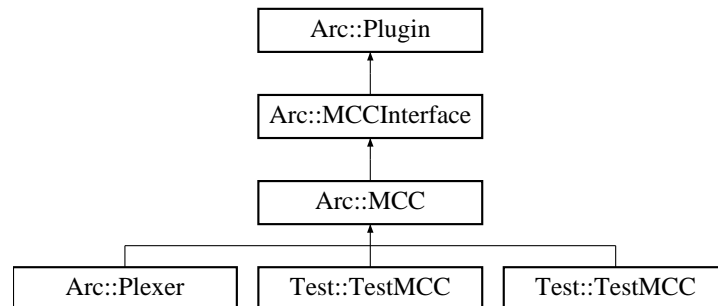 Arc::Plugin
Arc::MCCInterface
Arc::MCC
Arc::Plexer
Test::TestMCC
Test::TestMCC